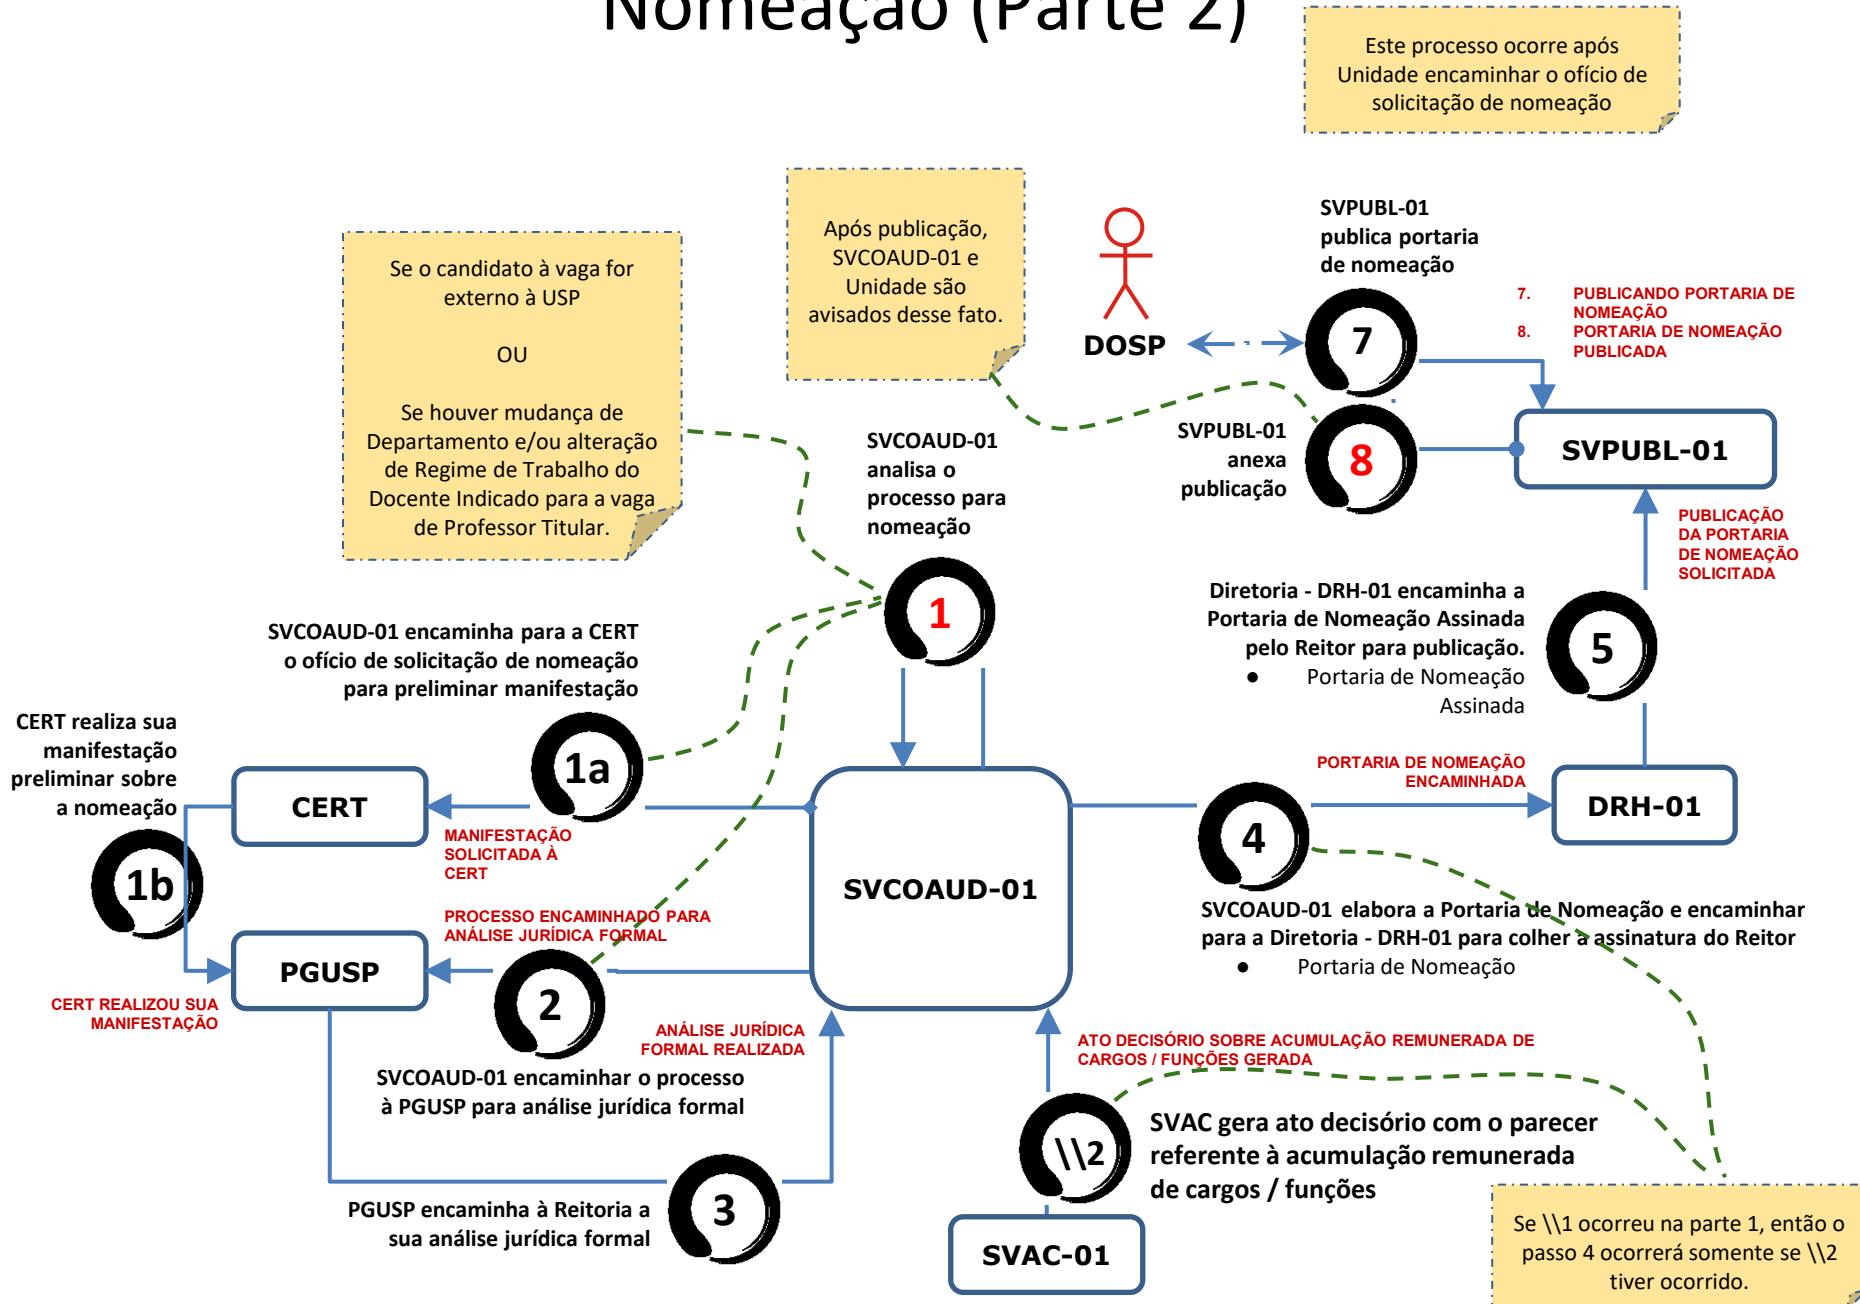 Nomeação (Parte 2)
Este processo ocorre após
Unidade encaminhar o ofício de
solicitação de nomeação
Após publicação,
SVCOAUD-01 e
Unidade são
avisados desse fato.
Se o candidato à vaga for
externo à USP
OU
Se houver mudança de
Departamento e/ou alteração
de Regime de Trabalho do
Docente Indicado para a vaga
de Professor Titular.
DOSP
SVPUBL-01
publica portaria
de nomeação
7
7. PUBLICANDO PORTARIA DE
NOMEAÇÃO
8. PORTARIA DE NOMEAÇÃO
PUBLICADA
SVPUBL-01
anexa
publicação
8
SVPUBL-01
SVCOAUD-01
analisa o
processo para
nomeação
1
PUBLICAÇÃO
DA PORTARIA
DE NOMEAÇÃO
SOLICITADA
Diretoria - DRH-01 encaminha a
Portaria de Nomeação Assinada
pelo Reitor para publicação.
● Portaria de Nomeação
Assinada
5
SVCOAUD-01 encaminha para a CERT
o ofício de solicitação de nomeação
para preliminar manifestação
1a
CERT realiza sua
manifestação
preliminar sobre
a nomeação
1b
CERT
MANIFESTAÇÃO
SOLICITADA À
CERT
PORTARIA DE NOMEAÇÃO
ENCAMINHADA
DRH-01
4
SVCOAUD-01
SVCOAUD-01 elabora a Portaria de Nomeação e encaminhar
para a Diretoria - DRH-01 para colher a assinatura do Reitor
● Portaria de Nomeação
PROCESSO ENCAMINHADO PARA
ANÁLISE JURÍDICA FORMAL
PGUSP
2
CERT REALIZOU SUA
MANIFESTAÇÃO
ANÁLISE JURÍDICA
FORMAL REALIZADA
SVCOAUD-01 encaminhar o processo
à PGUSP para análise jurídica formal
ATO DECISÓRIO SOBRE ACUMULAÇÃO REMUNERADA DE
CARGOS / FUNÇÕES GERADA
\\2
SVAC gera ato decisório com o parecer
referente à acumulação remunerada
de cargos / funções
PGUSP encaminha à Reitoria a
sua análise jurídica formal
3
SVAC-01
Se \\1 ocorreu na parte 1, então o
passo 4 ocorrerá somente se \\2
tiver ocorrido.